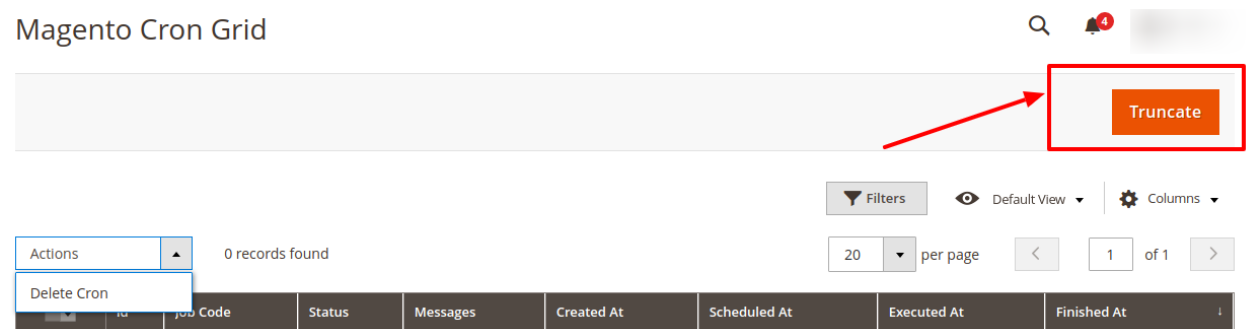 Magento Cron Grid
4
Truncate
Filters
Default View
Columns
Actions
0 records found
20
per page
1
of 1
Delete Cron
Id
Job Code
Status
Messages
Created At
Scheduled At
Executed At
Finished At ↓